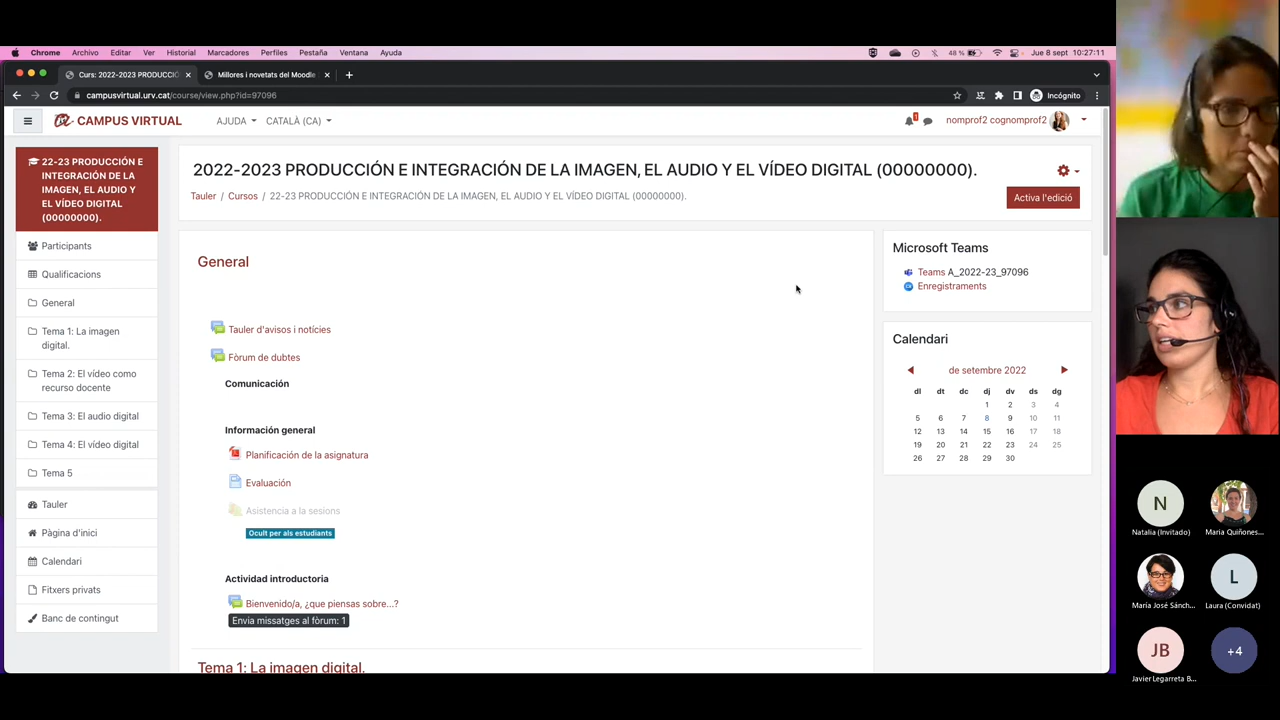 Chrome Arxiu Editar Ver Historial Marcadores Perfiles Pestaña Ventana Ayuda 48 % Jue 8 sept 10:27:11
Curs: 2022-2023 PRODUCCIÓ Millores i novetats del Moodle
campusvirtual.urv.cat/course/view.php?id=97096 Incógnito
CAMPUS VIRTUAL AJUDA CATALÀ (CA) nomprof2 cognomprof2
22-23 PRODUCCIÓN E
INTEGRACIÓN DE LA
IMAGEN, EL AUDIO Y
EL VÍDEO DIGITAL
(00000000).
Participants
Qualificacions
General
Tema 1: La imagen
digital.
Tema 2: El vídeo como
recurso docente
Tema 3: El audio digital
Tema 4: El vídeo digital
Tema 5
Tauler
Pàgina d'inici
Calendari
Fitxers privats
Banc de contingut
2022-2023 PRODUCCIÓN E INTEGRACIÓN DE LA IMAGEN, EL AUDIO Y EL VÍDEO DIGITAL (00000000).
Tauler / Cursos / 22-23 PRODUCCIÓN E INTEGRACIÓN DE LA IMAGEN, EL AUDIO Y EL VÍDEO DIGITAL (00000000).
Activa l'edició
General
Tauler d'avisos i notícies
Fòrum de dubtes
Comunicación
Información general
Planificación de la asignatura
Evaluación
Asistencia a la sesions
Ocult per als estudiants
Actividad introductoria
Bienvenido/a, ¿que piensas sobre...?
Envia missatges al fòrum: 1
Tema 1: La imagen digital.
Microsoft Teams
Teams A_2022-23_97096
Enregistraments
Calendari
de setembre 2022
dl dt dc dj dv ds dg
1 2 3 4
5 6 7 8 9 10 11
12 13 14 15 16 17 18
19 20 21 22 23 24 25
26 27 28 29 30
N
Natalia (Invitado) Maria Quiñones...
L
María José Sánch... Laura (Convidat)
JB +4
Javier Legarreta B...